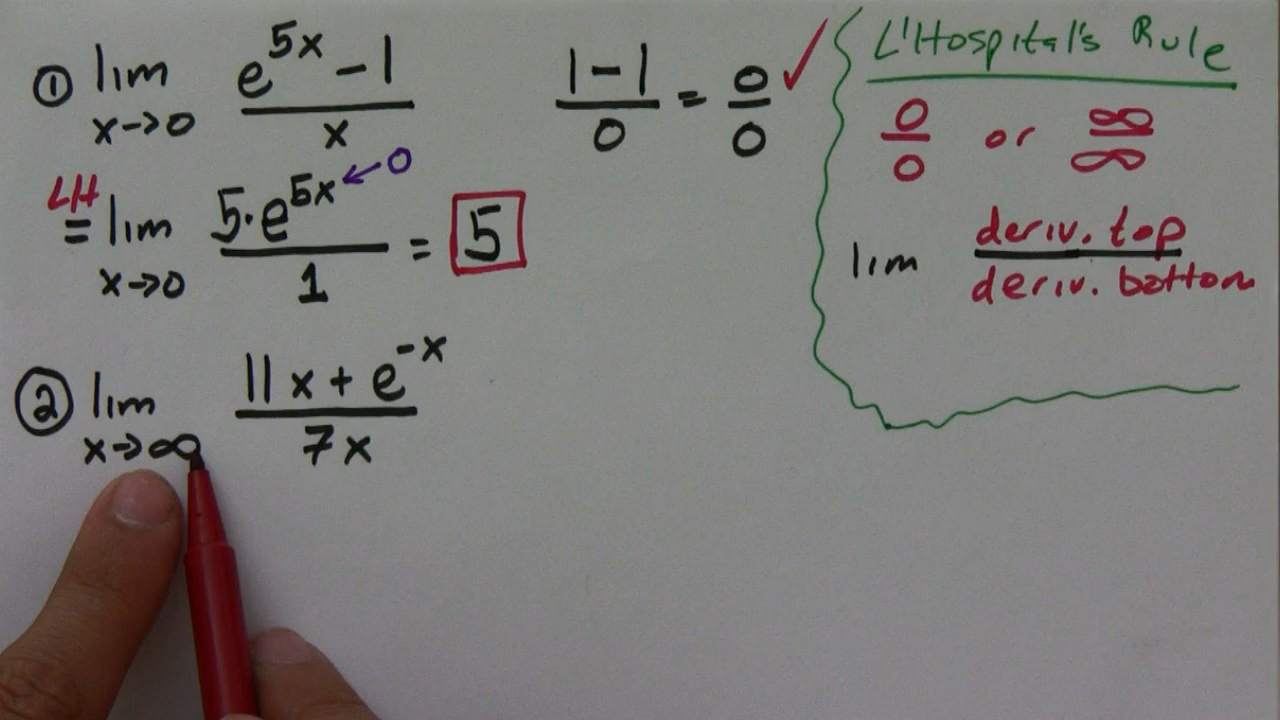 ① lim x→0 (e^{5x} − 1)/x
(1−1)/0 = 0/0 ✓
LH = lim x→0 (5·e^{5x})/1 = 5
← 0
② lim x→∞ (11x + e^{−x})/(7x)
L'Hospital's Rule
0/0 or ∞/∞
lim deriv. top/deriv. bottom